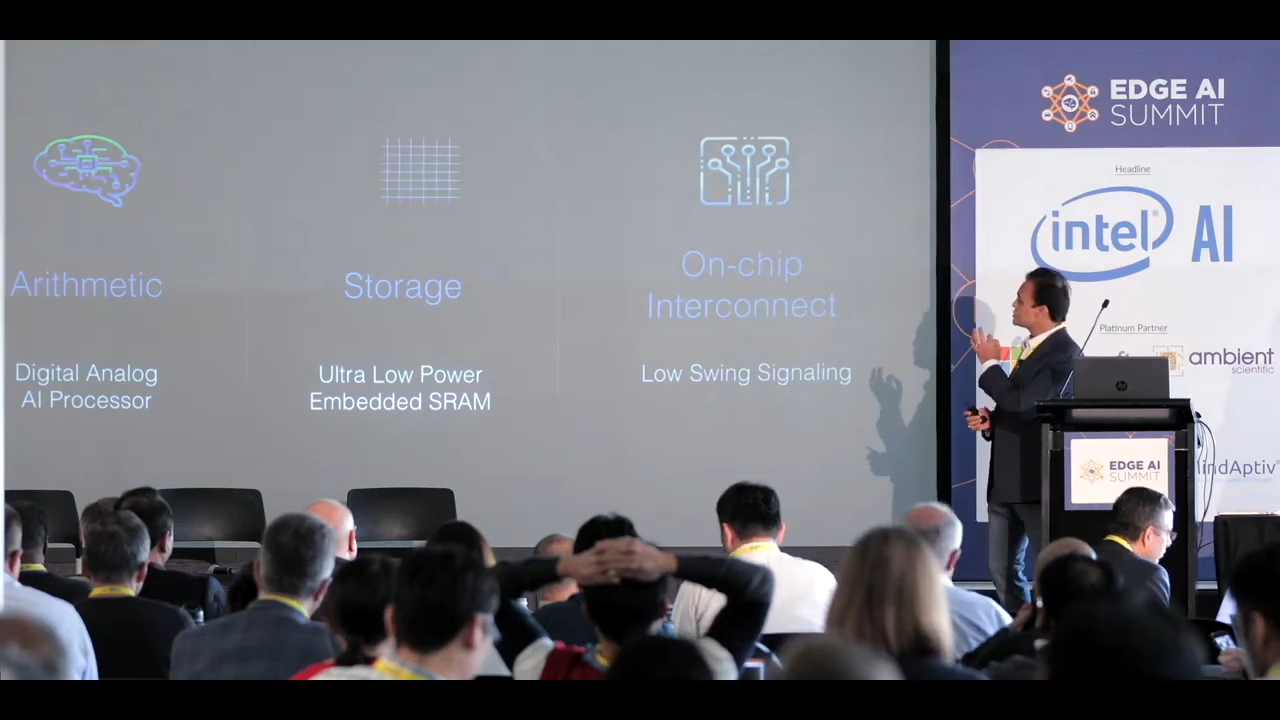 Arithmetic
Digital Analog
AI Processor
Storage
Ultra Low Power
Embedded SRAM
On-chip
Interconnect
Low Swing Signaling
EDGE AI
SUMMIT
Headline
intel® AI
Platinum Partner
ambient
scientific
EDGE AI
SUMMIT
hp